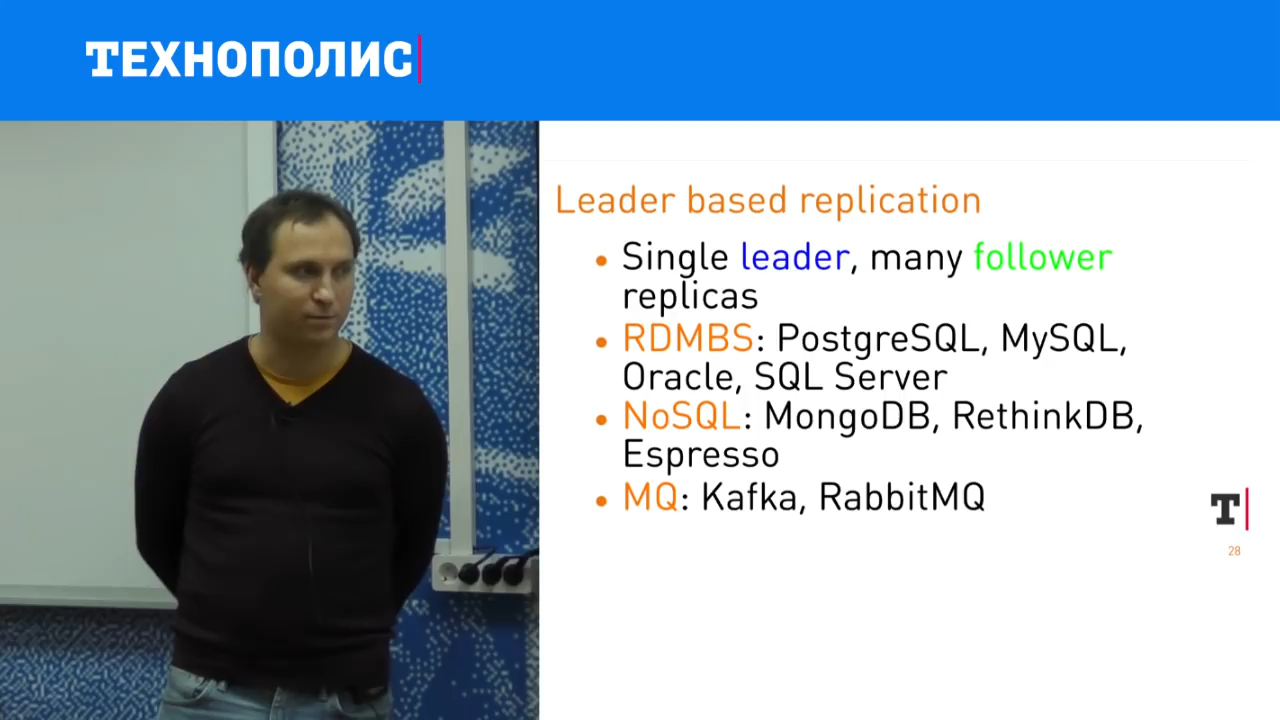 ТЕХНОПОЛИС
Leader based replication
• Single leader, many follower
replicas
• RDMBS: PostgreSQL, MySQL,
Oracle, SQL Server
• NoSQL: MongoDB, RethinkDB,
Espresso
• MQ: Kafka, RabbitMQ
Т
28